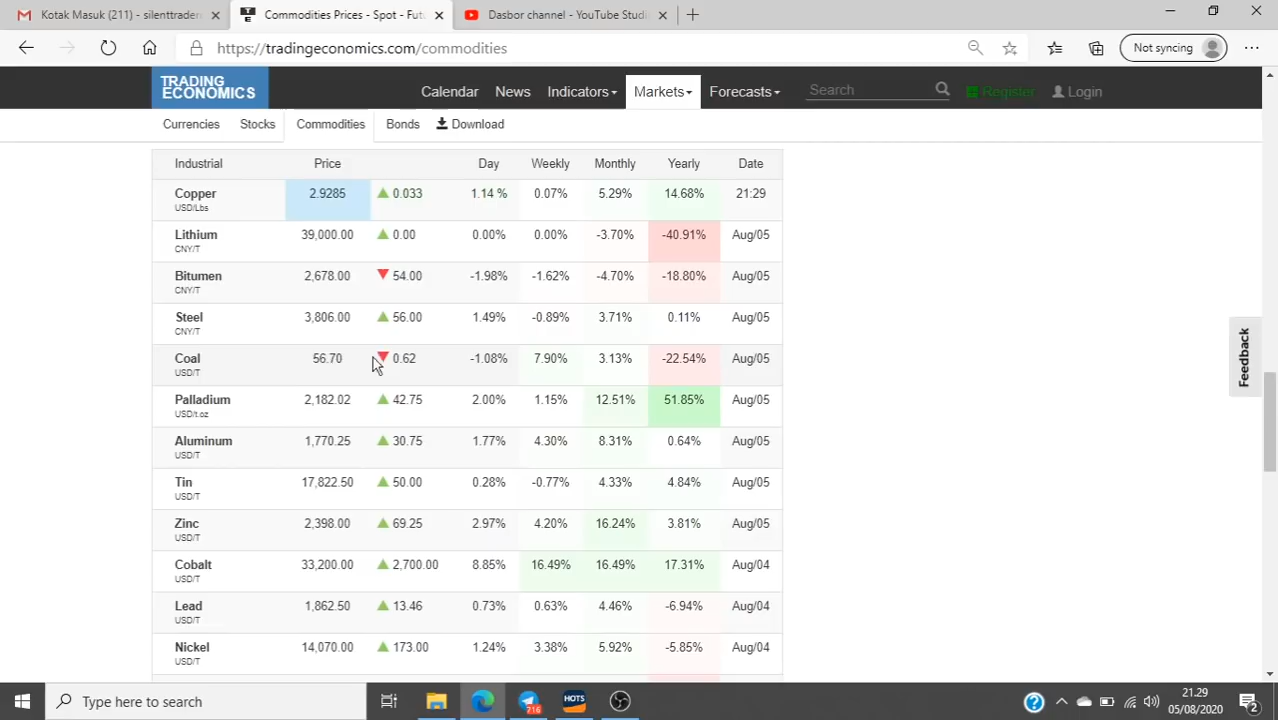 Kotak Masuk (211) - silenttrader
Commodities Prices - Spot - Futu
Dasbor channel - YouTube Studi
https://tradingeconomics.com/commodities
Not syncing
TRADING
ECONOMICS
Calendar News Indicators Markets Forecasts Search Register Login
Currencies Stocks Commodities Bonds Download
Industrial Price Day Weekly Monthly Yearly Date
Copper 2.9285 0.033 1.14 % 0.07% 5.29% 14.68% 21:29
USD/Lbs
Lithium 39,000.00 0.00 0.00% 0.00% -3.70% -40.91% Aug/05
CNY/T
Bitumen 2,678.00 54.00 -1.98% -1.62% -4.70% -18.80% Aug/05
CNY/T
Steel 3,806.00 56.00 1.49% -0.89% 3.71% 0.11% Aug/05
CNY/T
Coal 56.70 0.62 -1.08% 7.90% 3.13% -22.54% Aug/05
USD/T
Palladium 2,182.02 42.75 2.00% 1.15% 12.51% 51.85% Aug/05
USD/t.oz
Aluminum 1,770.25 30.75 1.77% 4.30% 8.31% 0.64% Aug/05
USD/T
Tin 17,822.50 50.00 0.28% -0.77% 4.33% 4.84% Aug/05
USD/T
Zinc 2,398.00 69.25 2.97% 4.20% 16.24% 3.81% Aug/05
USD/T
Cobalt 33,200.00 2,700.00 8.85% 16.49% 16.49% 17.31% Aug/04
USD/T
Lead 1,862.50 13.46 0.73% 0.63% 4.46% -6.94% Aug/04
USD/T
Nickel 14,070.00 173.00 1.24% 3.38% 5.92% -5.85% Aug/04
USD/T
Feedback
Type here to search
716
HOTS
21.29
05/08/2020
2